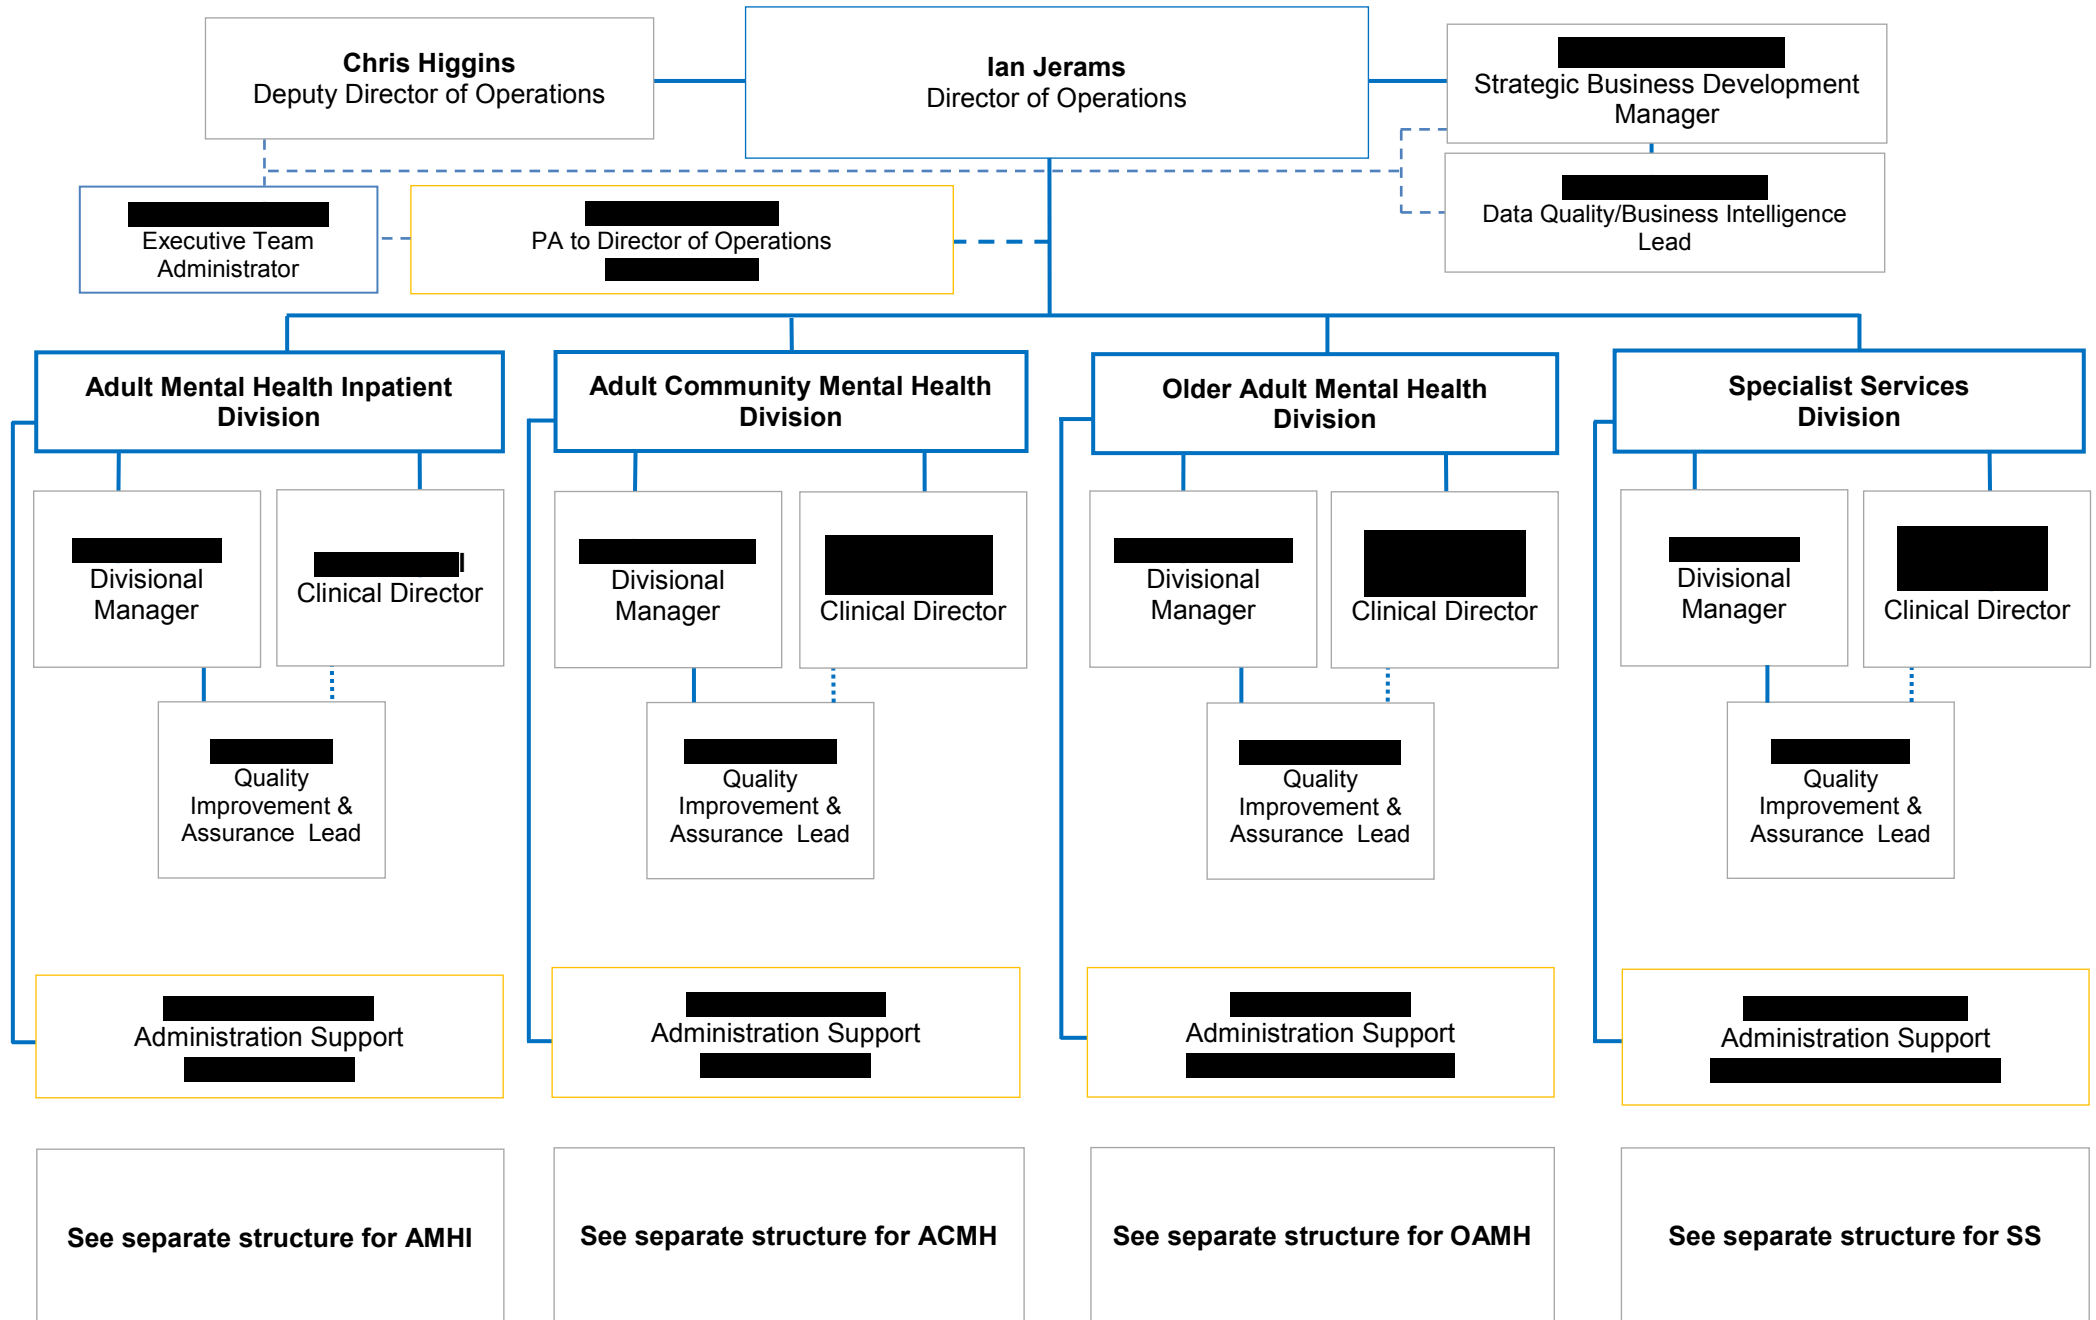 Chris Higgins
Deputy Director of Operations
Ian Jerams
Director of Operations
Strategic Business Development
Manager
Executive Team
Administrator
PA to Director of Operations
Data Quality/Business Intelligence
Lead
Adult Mental Health Inpatient
Division
Adult Community Mental Health
Division
Older Adult Mental Health
Division
Specialist Services
Division
Divisional
Manager
Clinical Director
Divisional
Manager
Clinical Director
Divisional
Manager
Clinical Director
Divisional
Manager
Clinical Director
Quality
Improvement &
Assurance  Lead
Quality
Improvement &
Assurance  Lead
Quality
Improvement &
Assurance  Lead
Quality
Improvement &
Assurance  Lead
Administration Support
Administration Support
Administration Support
Administration Support
See separate structure for AMHI
See separate structure for ACMH
See separate structure for OAMH
See separate structure for SS